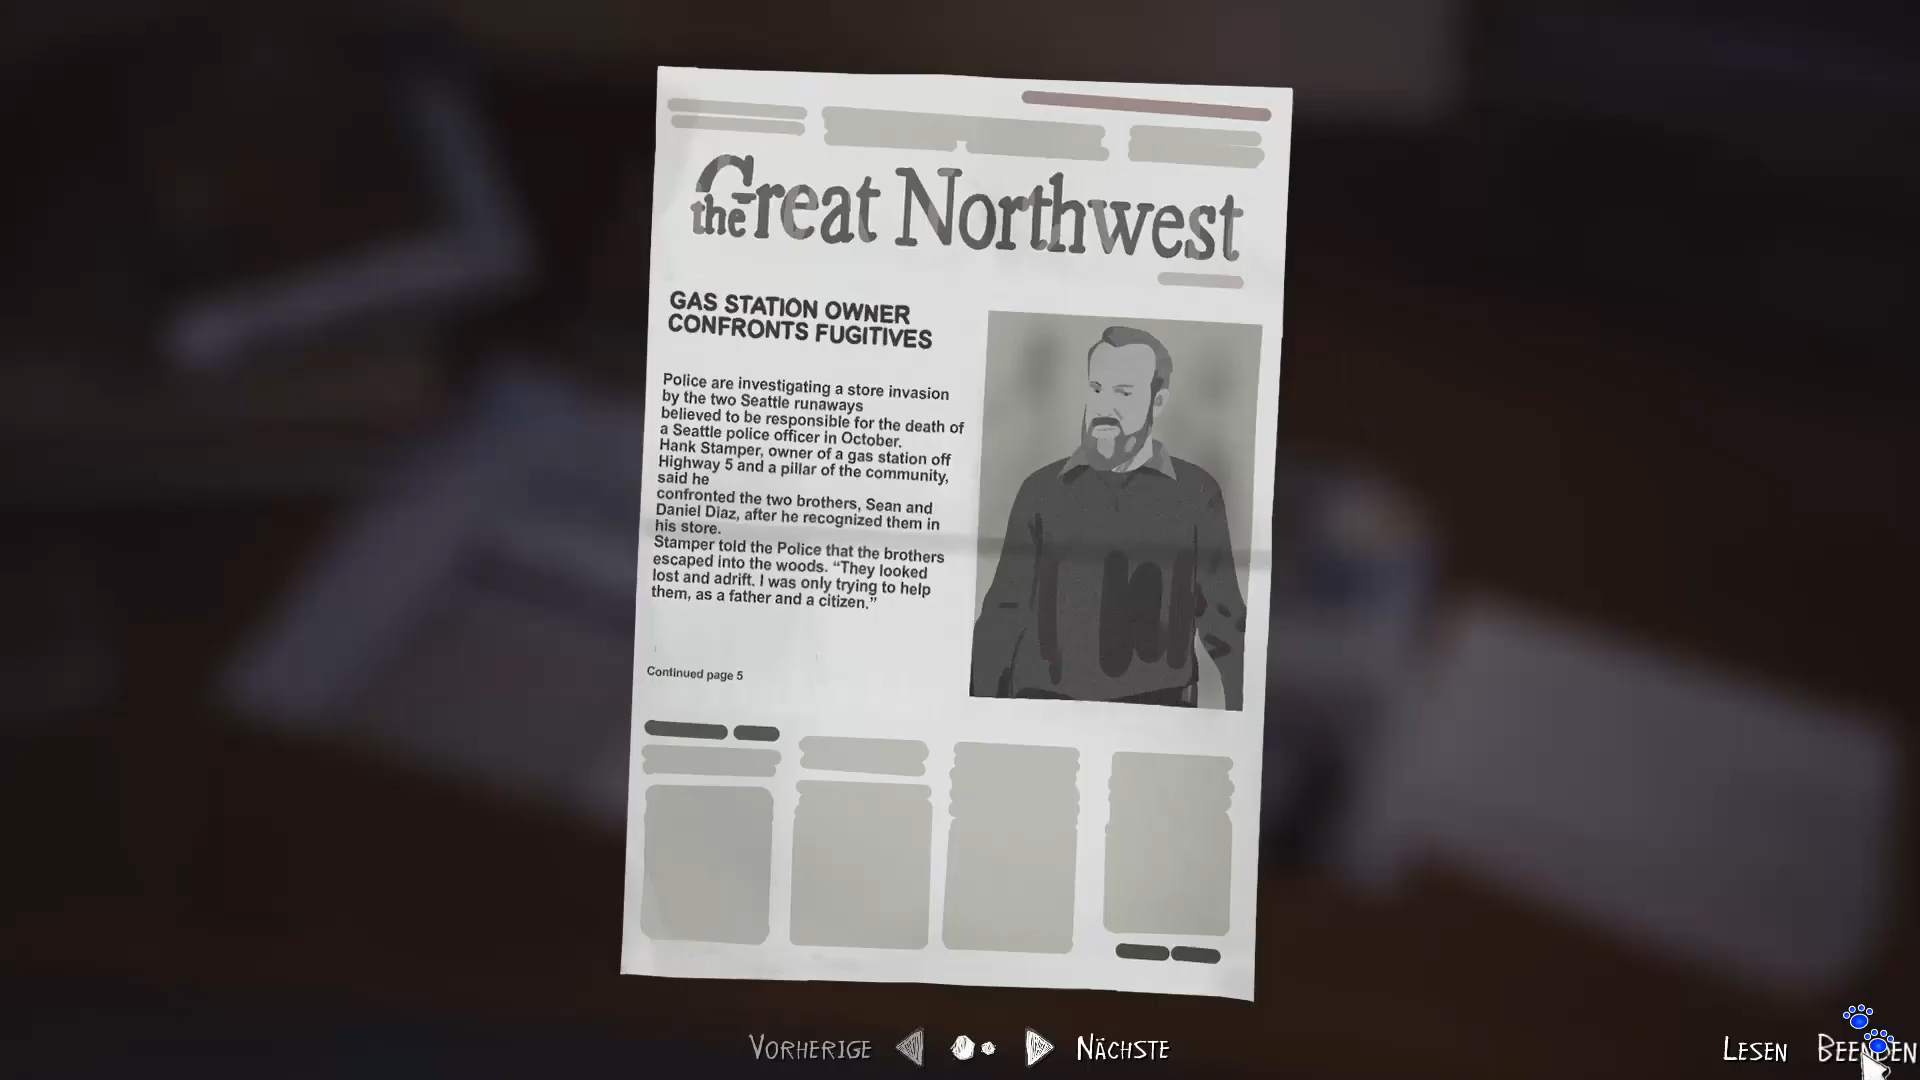 the Great Northwest
GAS STATION OWNER
CONFRONTS FUGITIVES
Police are investigating a store invasion
by the two Seattle runaways
believed to be responsible for the death of
a Seattle police officer in October.
Hank Stamper, owner of a gas station off
Highway 5 and a pillar of the community,
said he
confronted the two brothers, Sean and
Daniel Diaz, after he recognized them in
his store.
Stamper told the Police that the brothers
escaped into the woods. “They looked
lost and adrift. I was only trying to help
them, as a father and a citizen.”
Continued page 5
VORHERIGE
NÄCHSTE
LESEN
BEENDEN